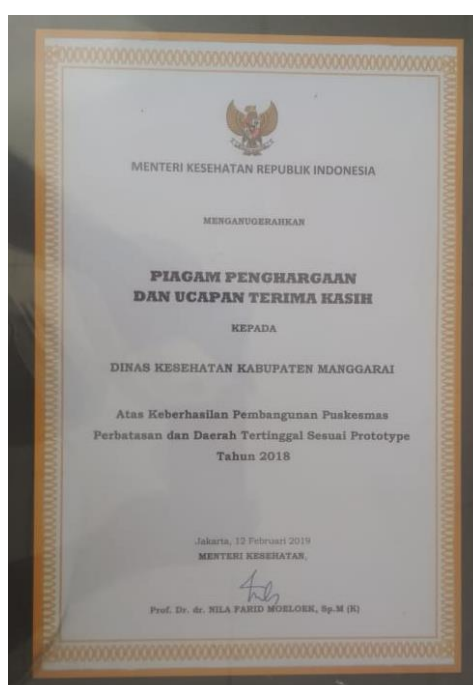 MENTERI KESEHATAN REPUBLIK INDONESIA
MENGANUGERAHKAN
PIAGAM PENGHARGAAN
DAN UCAPAN TERIMA KASIH
KEPADA
DINAS KESEHATAN KABUPATEN MANGGARAI
Atas Keberhasilan Pembangunan Puskesmas
Perbatasan dan Daerah Tertinggal Sesuai Prototype
Tahun 2018
Jakarta, 12 Februari 2019
MENTERI KESEHATAN,
Prof. Dr. dr. NILA FARID MOELOEK, Sp.M (K)